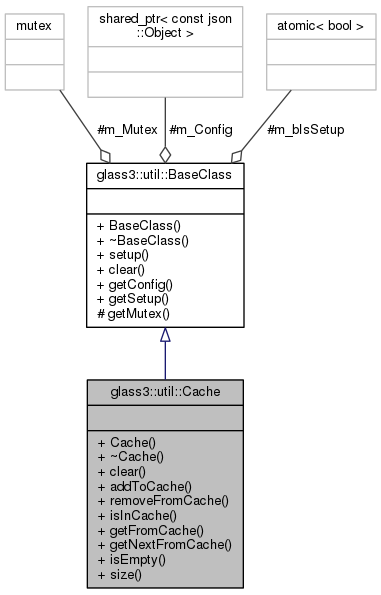 mutex
shared_ptr< const json
::Object >
atomic< bool >
#m_Mutex
#m_Config
#m_bIsSetup
glass3::util::BaseClass
+ BaseClass()
+ ~BaseClass()
+ setup()
+ clear()
+ getConfig()
+ getSetup()
# getMutex()
glass3::util::Cache
+ Cache()
+ ~Cache()
+ clear()
+ addToCache()
+ removeFromCache()
+ isInCache()
+ getFromCache()
+ getNextFromCache()
+ isEmpty()
+ size()